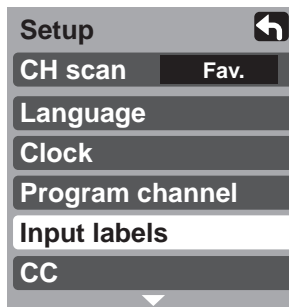 Setup
CH scan Fav.
Language
Clock
Program channel
Input labels
CC